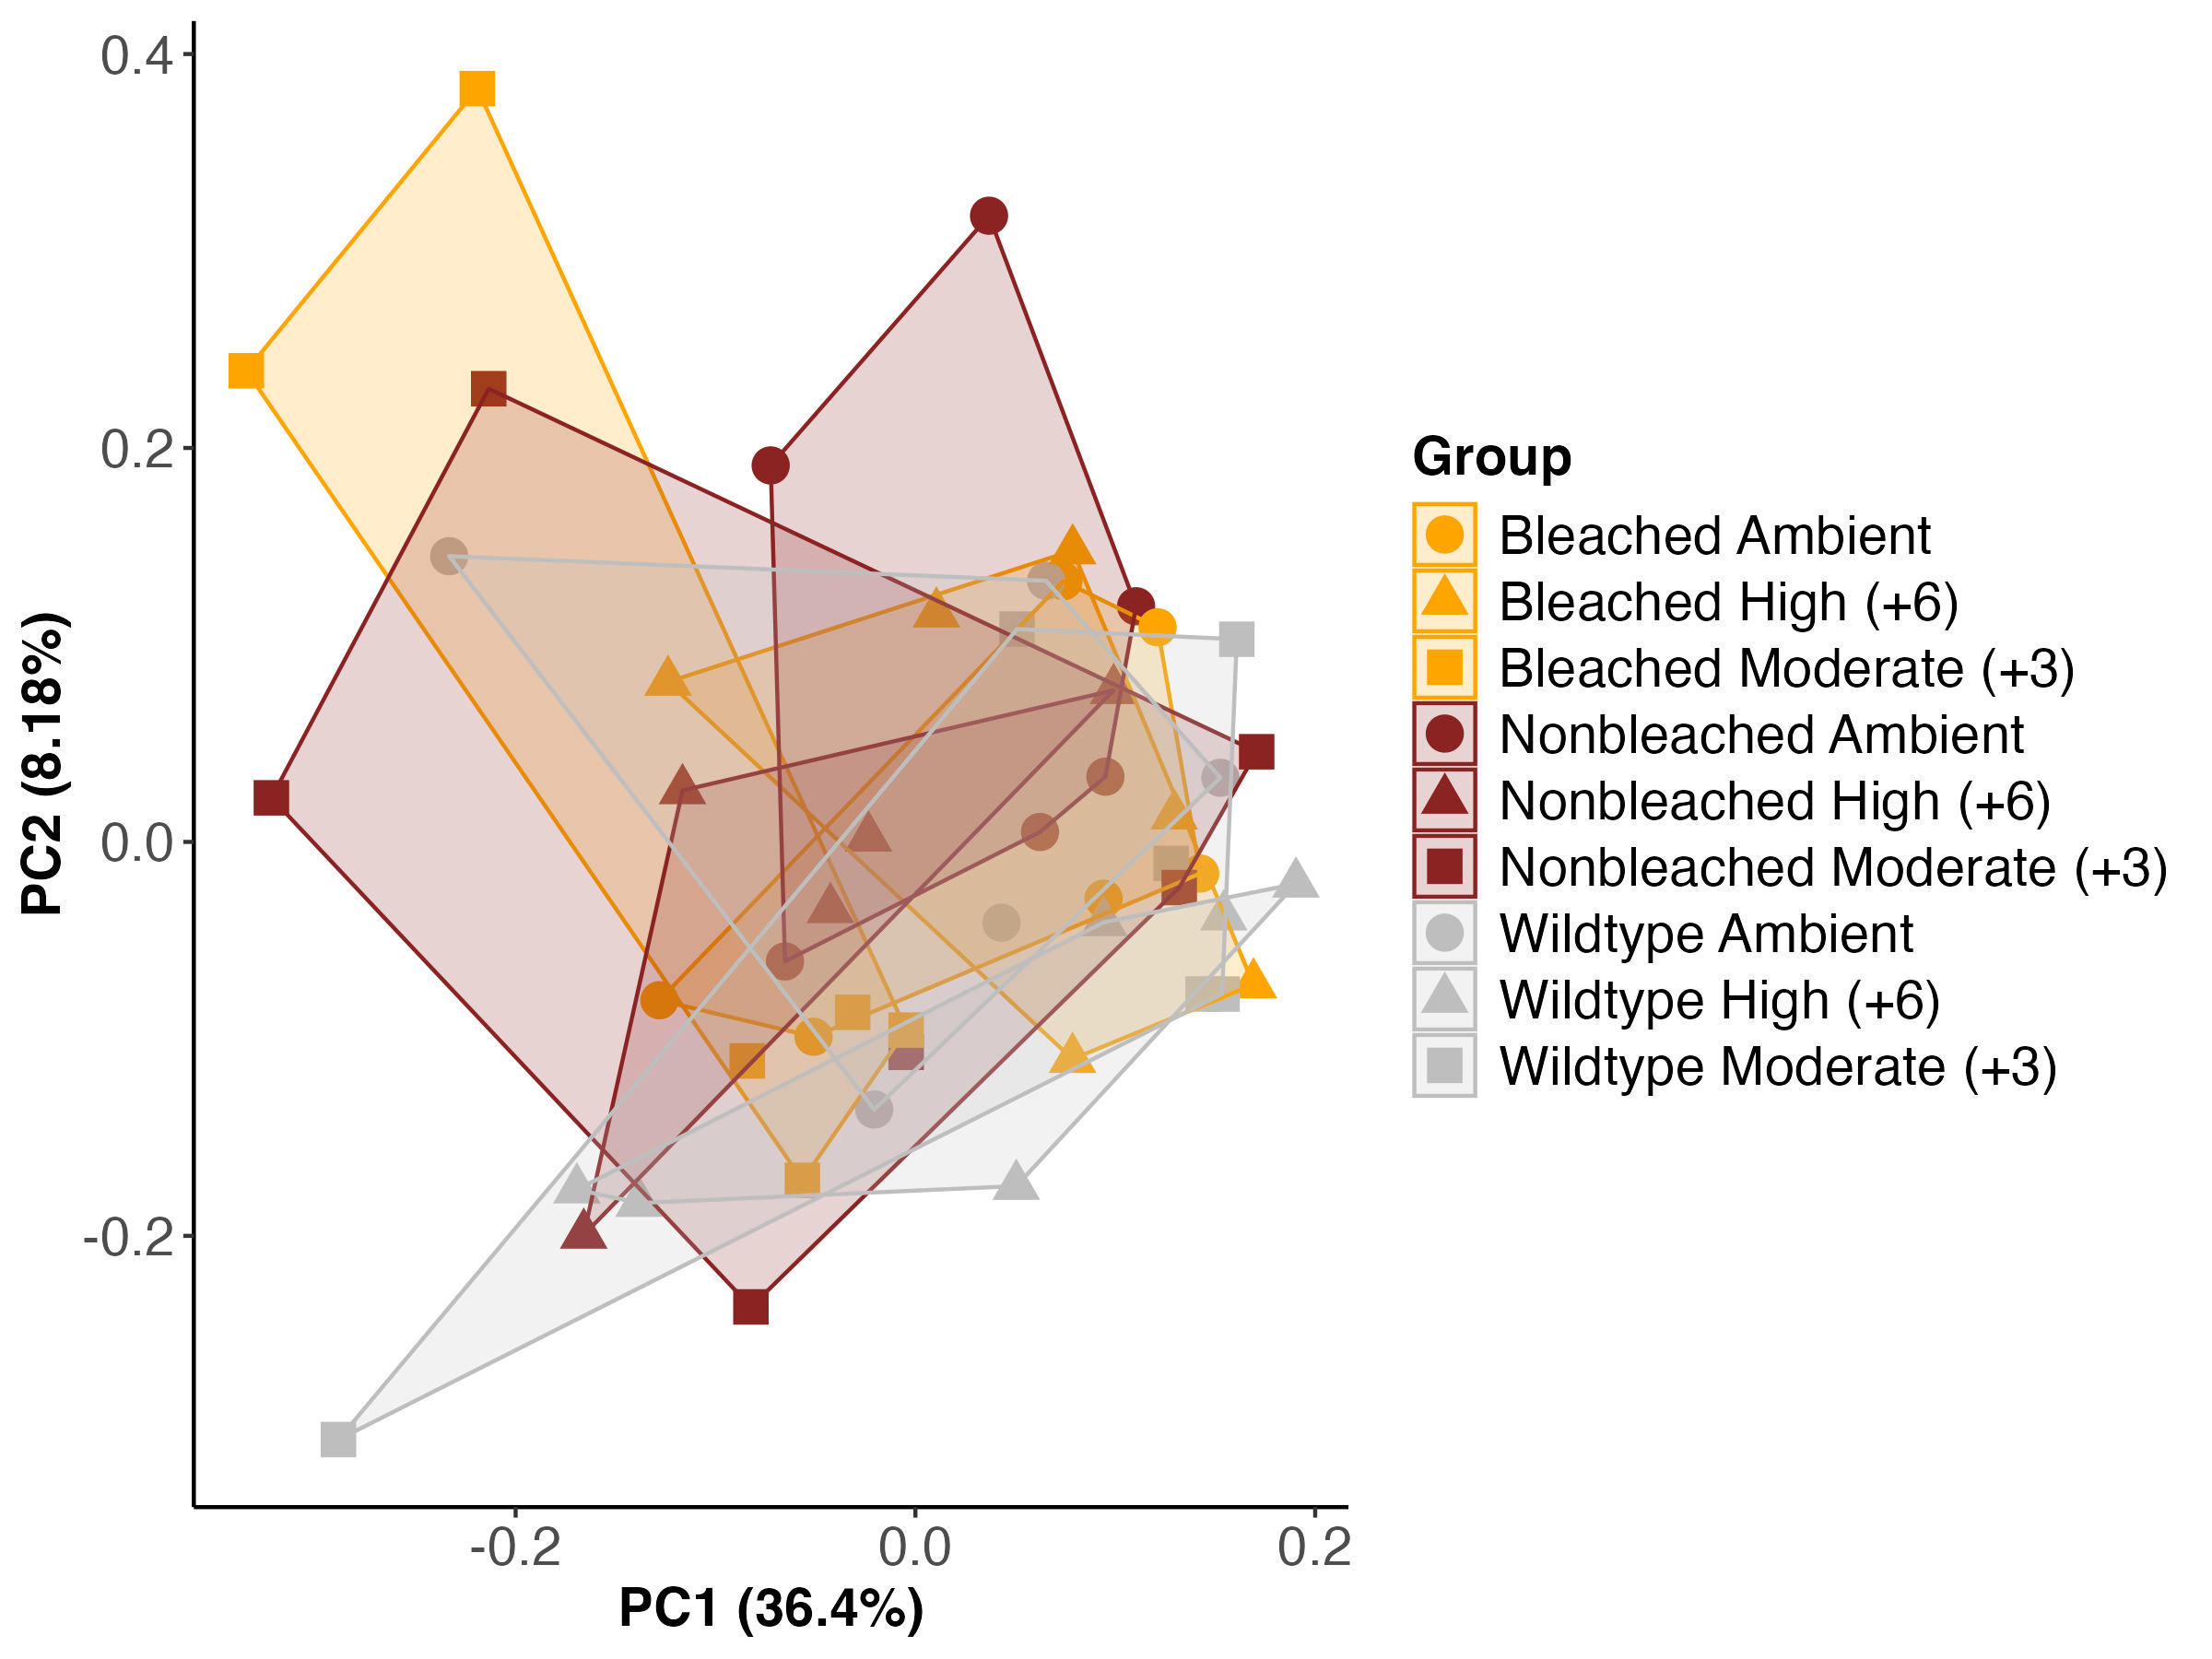 0.4
0.2
0.0
-0.2
PC2 (8.18%)
-0.2
0.0
0.2
PC1 (36.4%)
Group
Bleached Ambient
Bleached High (+6)
Bleached Moderate (+3)
Nonbleached Ambient
Nonbleached High (+6)
Nonbleached Moderate (+3)
Wildtype Ambient
Wildtype High (+6)
Wildtype Moderate (+3)